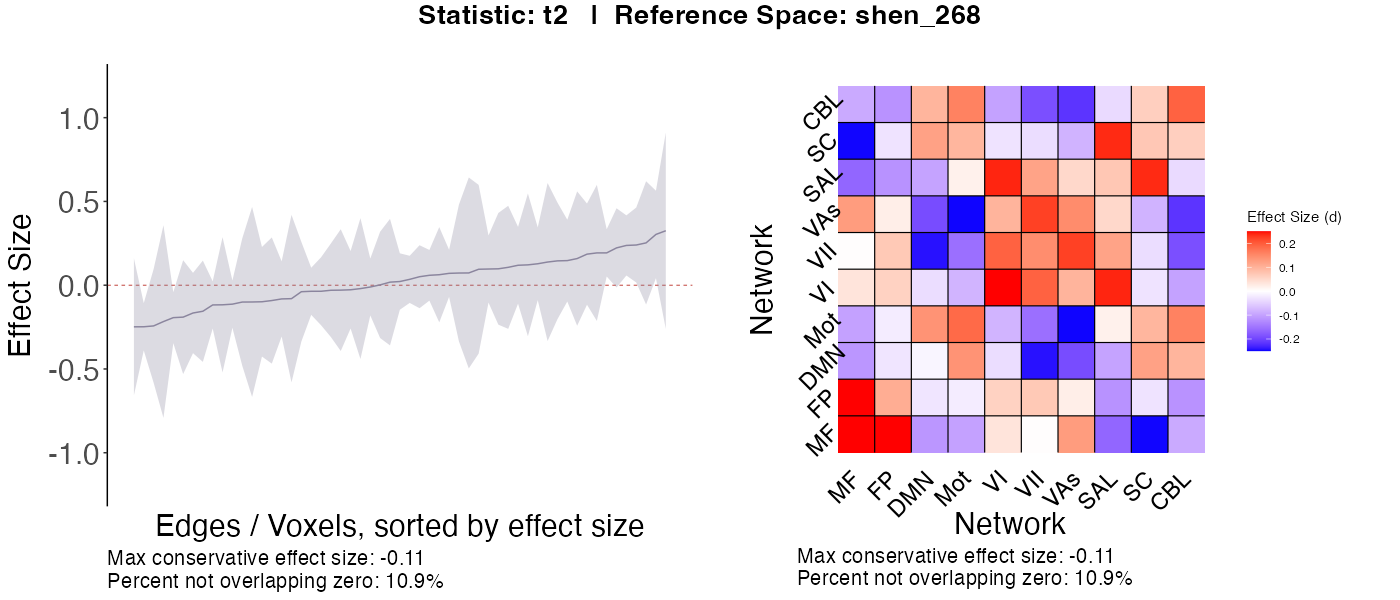 Statistic: t2 | Reference Space: shen_268
Effect Size
1.0
0.5
0.0
-0.5
-1.0
Edges / Voxels, sorted by effect size
Max conservative effect size: -0.11
Percent not overlapping zero: 10.9%
Network
CBL
SC
SAL
VAs
VII
VI
Mot
DMN
FP
MF
MF
FP
DMN
Mot
VI
VII
VAs
SAL
SC
CBL
Network
Max conservative effect size: -0.11
Percent not overlapping zero: 10.9%
Effect Size (d)
0.2
0.1
0.0
-0.1
-0.2